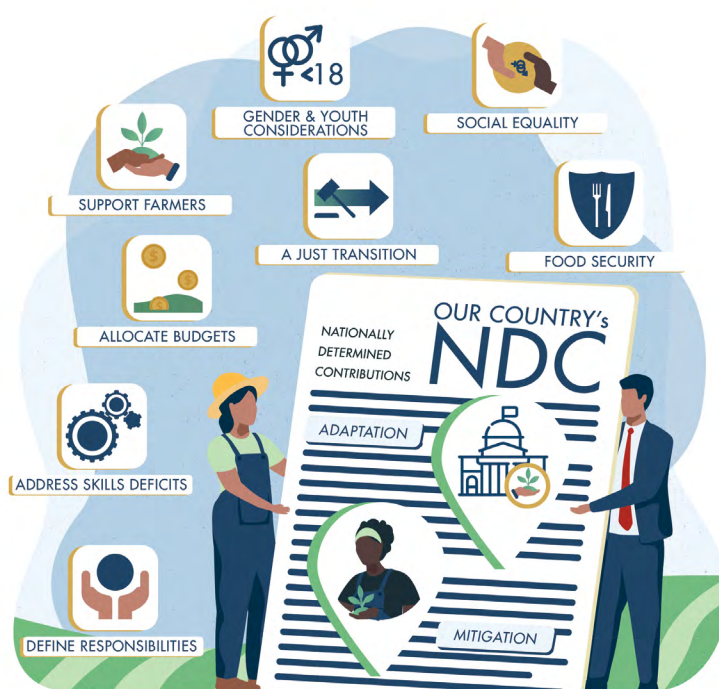 <18
GENDER & YOUTH
CONSIDERATIONS
SOCIAL EQUALITY
SUPPORT FARMERS
A JUST TRANSITION
FOOD SECURITY
ALLOCATE BUDGETS
ADDRESS SKILLS DEFICITS
DEFINE RESPONSIBILITIES
NATIONALLY
DETERMINED
CONTRIBUTIONS
OUR COUNTRY's
NDC
ADAPTATION
MITIGATION